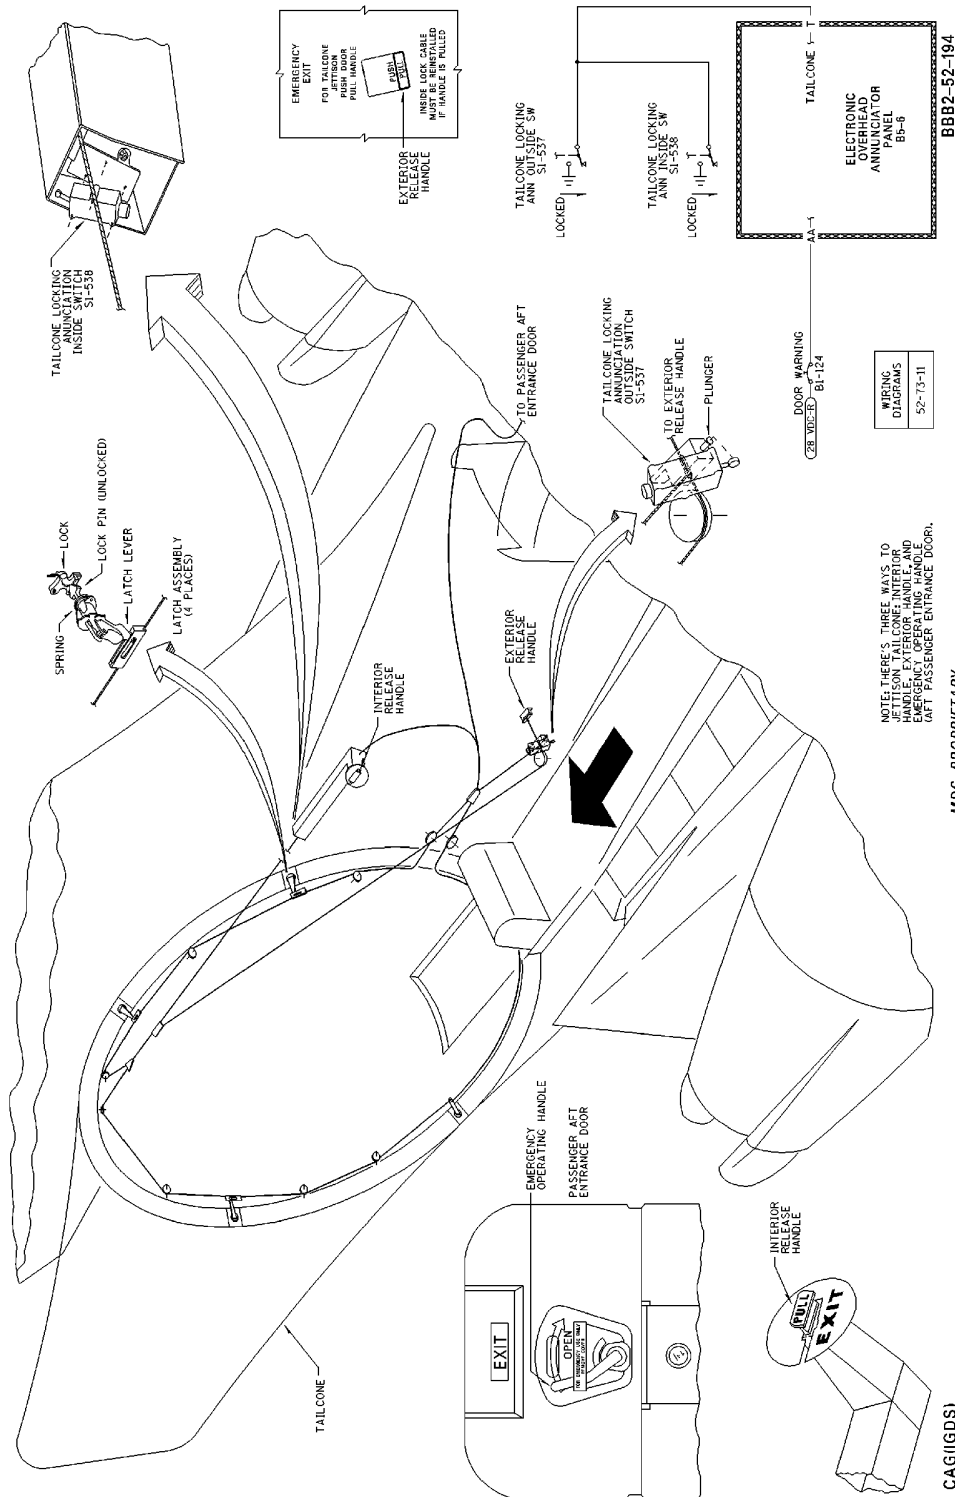 TAILCONE LOCKING
ANUNCIATION
INSIDE SWITCH
S1-538
EMERGENCY
EXIT
FOR TAILCONE
JETTISON
PUSH DOOR
PULL HANDLE
PUSH
PULL
INSIDE LOCK CABLE
MUST BE REINSTALLED
IF HANDLE IS PULLED
EXTERIOR
RELEASE
HANDLE
SPRING
LOCK
LOCK PIN (UNLOCKED)
LATCH LEVER
LATCH ASSEMBLY
(4 PLACES)
TAILCONE LOCKING
ANN OUTSIDE SW
S1-537
LOCKED
TAILCONE LOCKING
ANN INSIDE SW
S1-538
LOCKED
TAILCONE
T
ELECTRONIC
OVERHEAD
ANNUNCIATOR
PANEL
B5-6
AA
28 VDC-R
DOOR WARNING
B1-124
WIRING
DIAGRAMS
52-73-11
BBB2-52-194
TO PASSENGER AFT
ENTRANCE DOOR
INTERIOR
RELEASE
HANDLE
EXTERIOR
RELEASE
HANDLE
TAILCONE LOCKING
ANNUNCIATION
OUTSIDE SWITCH
S1-537
TO EXTERIOR
RELEASE HANDLE
PLUNGER
NOTE: THERE'S THREE WAYS TO
JETTISON TAILCONE: INTERIOR
HANDLE, EXTERIOR HANDLE, AND
EMERGENCY OPERATING HANDLE
(AFT PASSENGER ENTRANCE DOOR).
TAILCONE
EXIT
OPEN
FOR EMERGENCY USE ONLY
EMERGENCY
OPERATING HANDLE
PASSENGER AFT
ENTRANCE DOOR
INTERIOR
RELEASE
HANDLE
PULL
EXIT
CAG(IGDS)